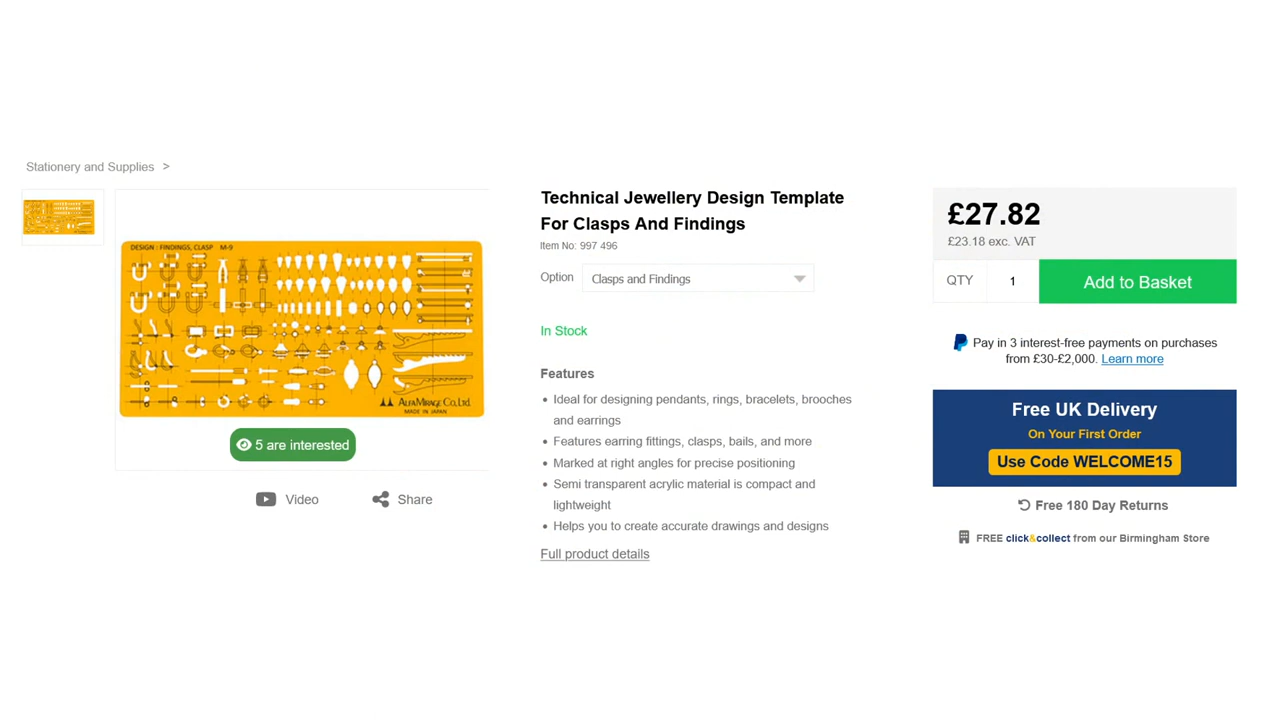 Stationery and Supplies >
DESIGN : FINDINGS, CLASP M-9
ALFAMIRAGE CO., LTD.
MADE IN JAPAN
5 are interested
Video
Share
Technical Jewellery Design Template
For Clasps And Findings
Item No: 997 496
Option
Clasps and Findings
In Stock
Features
Ideal for designing pendants, rings, bracelets, brooches
and earrings
Features earring fittings, clasps, bails, and more
Marked at right angles for precise positioning
Semi transparent acrylic material is compact and
lightweight
Helps you to create accurate drawings and designs
Full product details
£27.82
£23.18 exc. VAT
QTY
1
Add to Basket
Pay in 3 interest-free payments on purchases
from £30-£2,000. Learn more
Free UK Delivery
On Your First Order
Use Code WELCOME15
Free 180 Day Returns
FREE click&collect from our Birmingham Store